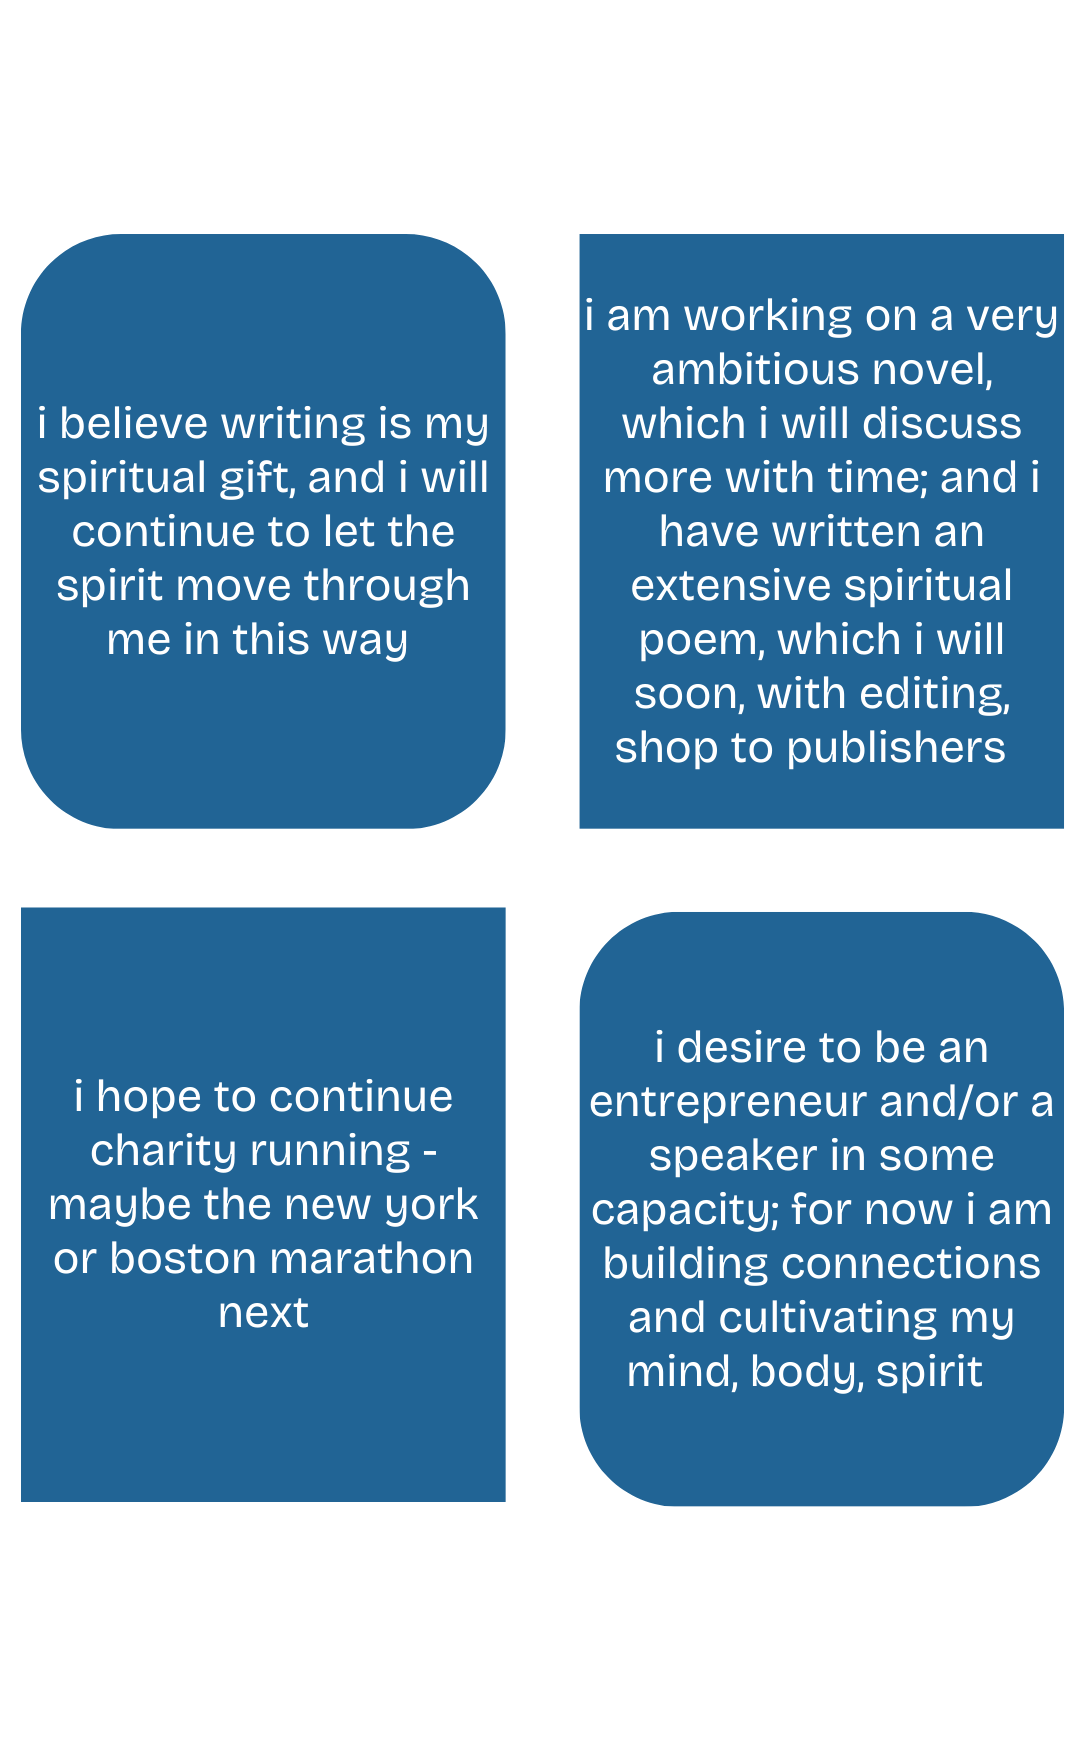 i believe writing is my
spiritual gift, and i will
continue to let the
spirit move through
me in this way
i am working on a very
ambitious novel,
which i will discuss
more with time; and i
have written an
extensive spiritual
poem, which i will
soon, with editing,
shop to publishers
i hope to continue
charity running -
maybe the new york
or boston marathon
next
i desire to be an
entrepreneur and/or a
speaker in some
capacity; for now i am
building connections
and cultivating my
mind, body, spirit